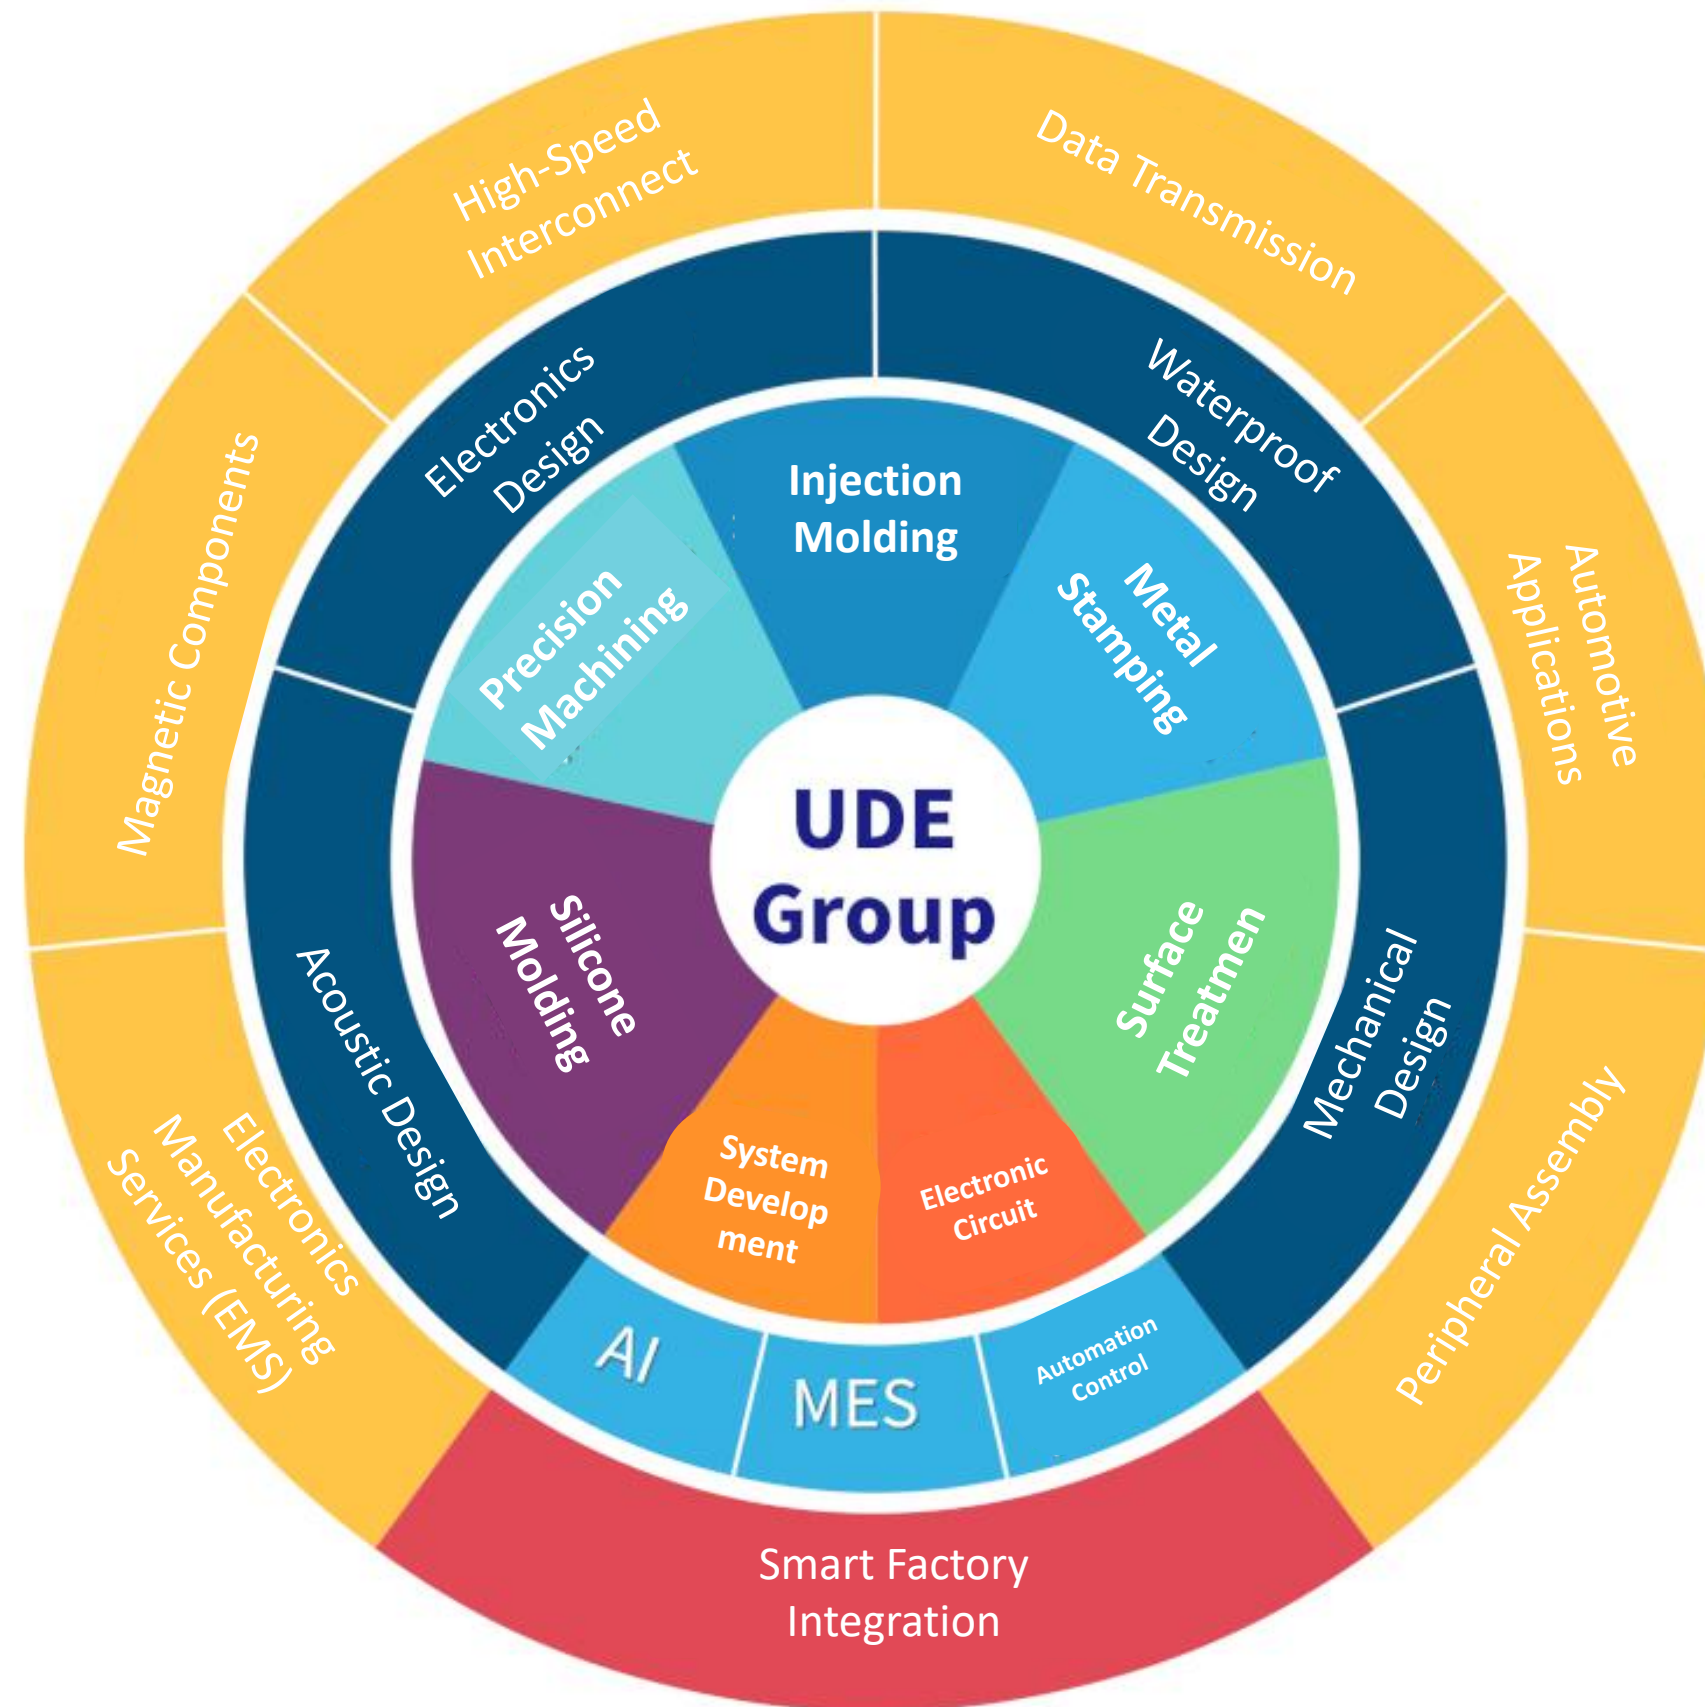 High-Speed
Interconnect
Data Transmission
Automotive
Applications
Peripheral Assembly
Smart Factory
Integration
Electronics
Manufacturing
Services (EMS)
Magnetic Components
Electronics
Design
Waterproof
Design
Mechanical
Design
Automation
Control
MES
AI
Acoustic Design
Injection
Molding
Metal
Stamping
Surface
Treatmen
Electronic
Circuit
System
Develop
ment
Silicone
Molding
Precision
Machining
UDE
Group